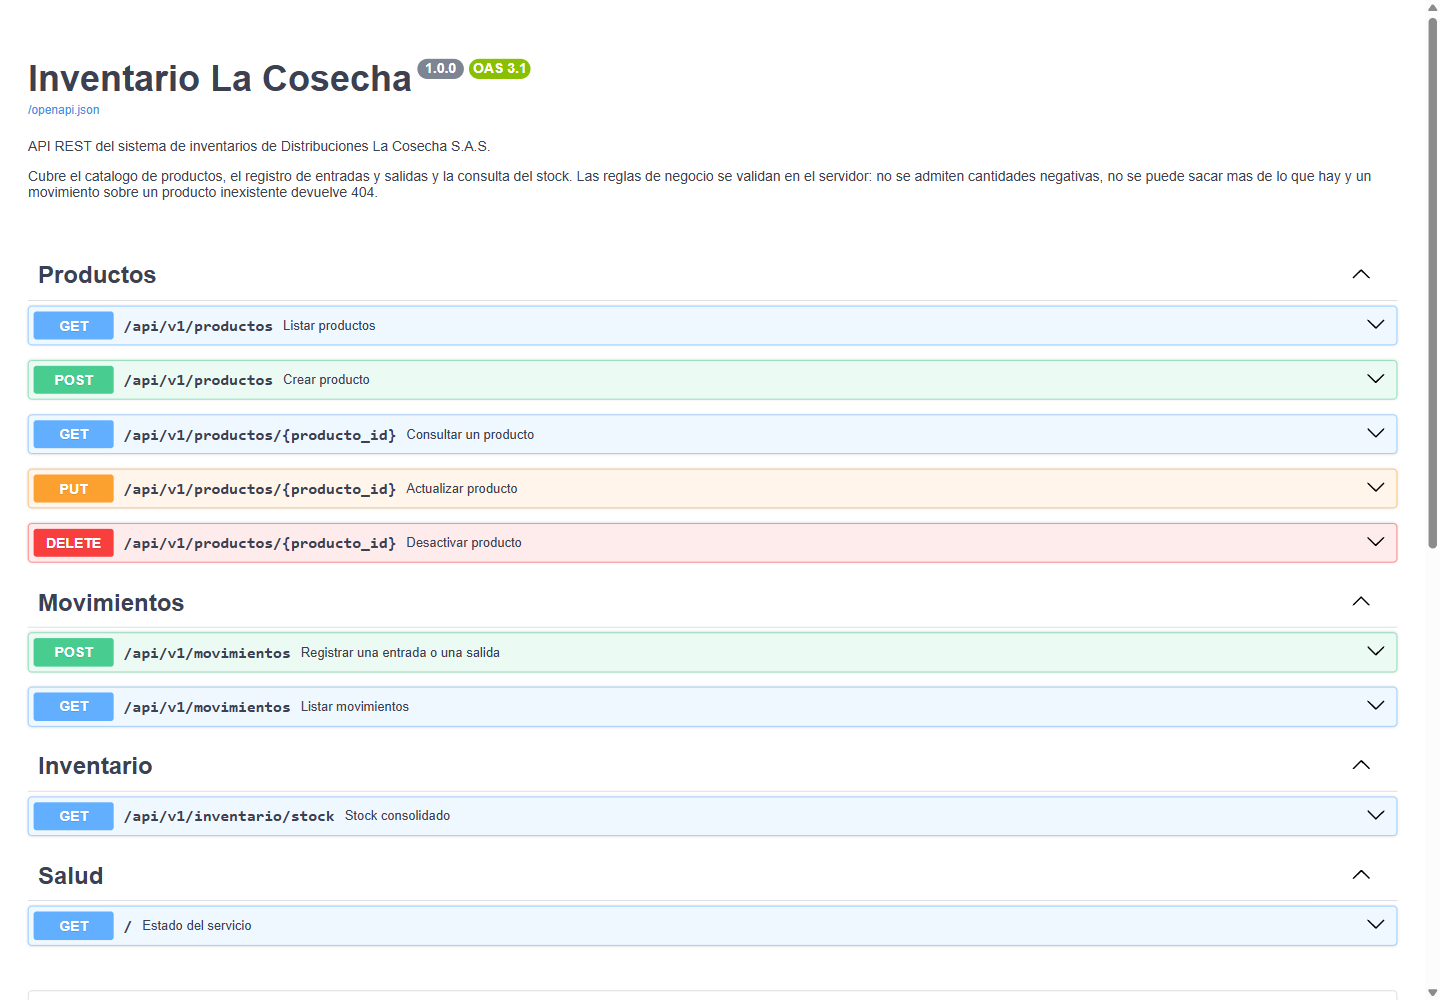 Inventario La Cosecha 1.0.0 OAS 3.1
/openapi.json
API REST del sistema de inventarios de Distribuciones La Cosecha S.A.S.
Cubre el catalogo de productos, el registro de entradas y salidas y la consulta del stock. Las reglas de negocio se validan en el servidor: no se admiten cantidades negativas, no se puede sacar mas de lo que hay y un
movimiento sobre un producto inexistente devuelve 404.
Productos
GET /api/v1/productos Listar productos
POST /api/v1/productos Crear producto
GET /api/v1/productos/{producto_id} Consultar un producto
PUT /api/v1/productos/{producto_id} Actualizar producto
DELETE /api/v1/productos/{producto_id} Desactivar producto
Movimientos
POST /api/v1/movimientos Registrar una entrada o una salida
GET /api/v1/movimientos Listar movimientos
Inventario
GET /api/v1/inventario/stock Stock consolidado
Salud
GET / Estado del servicio